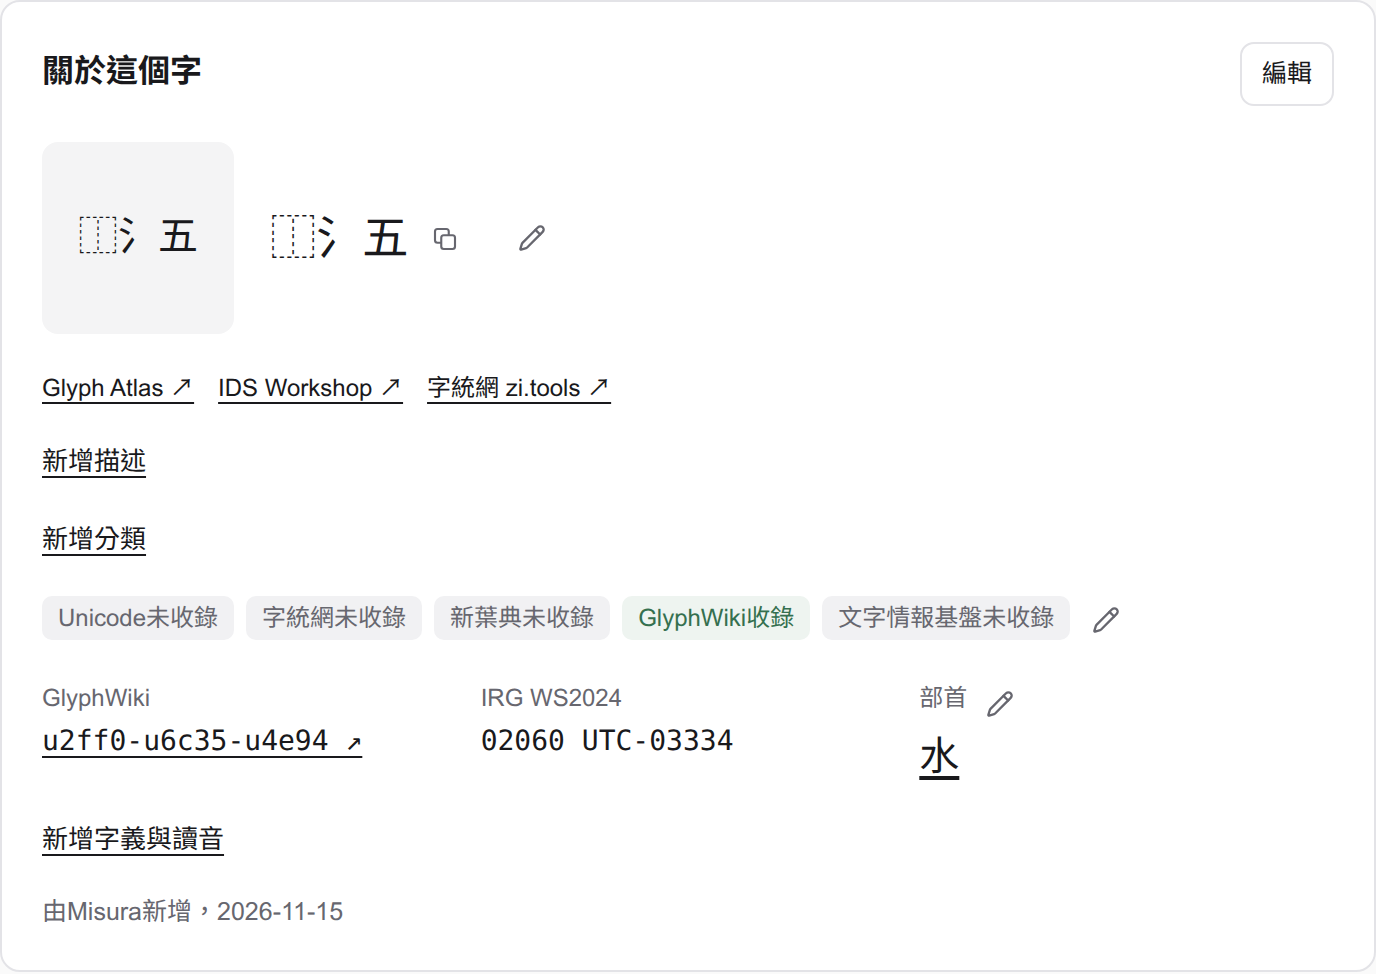 關於這個字
編輯
⿰氵五
⿰氵五
Glyph Atlas ↗ IDS Workshop ↗ 字統網 zi.tools ↗
新增描述
新增分類
Unicode未收錄 字統網未收錄 新葉典未收錄 GlyphWiki收錄 文字情報基盤未收錄
GlyphWiki IRG WS2024 部首
u2ff0-u6c35-u4e94 ↗ 02060 UTC-03334 水
新增字義與讀音
由Misura新增，2026-11-15